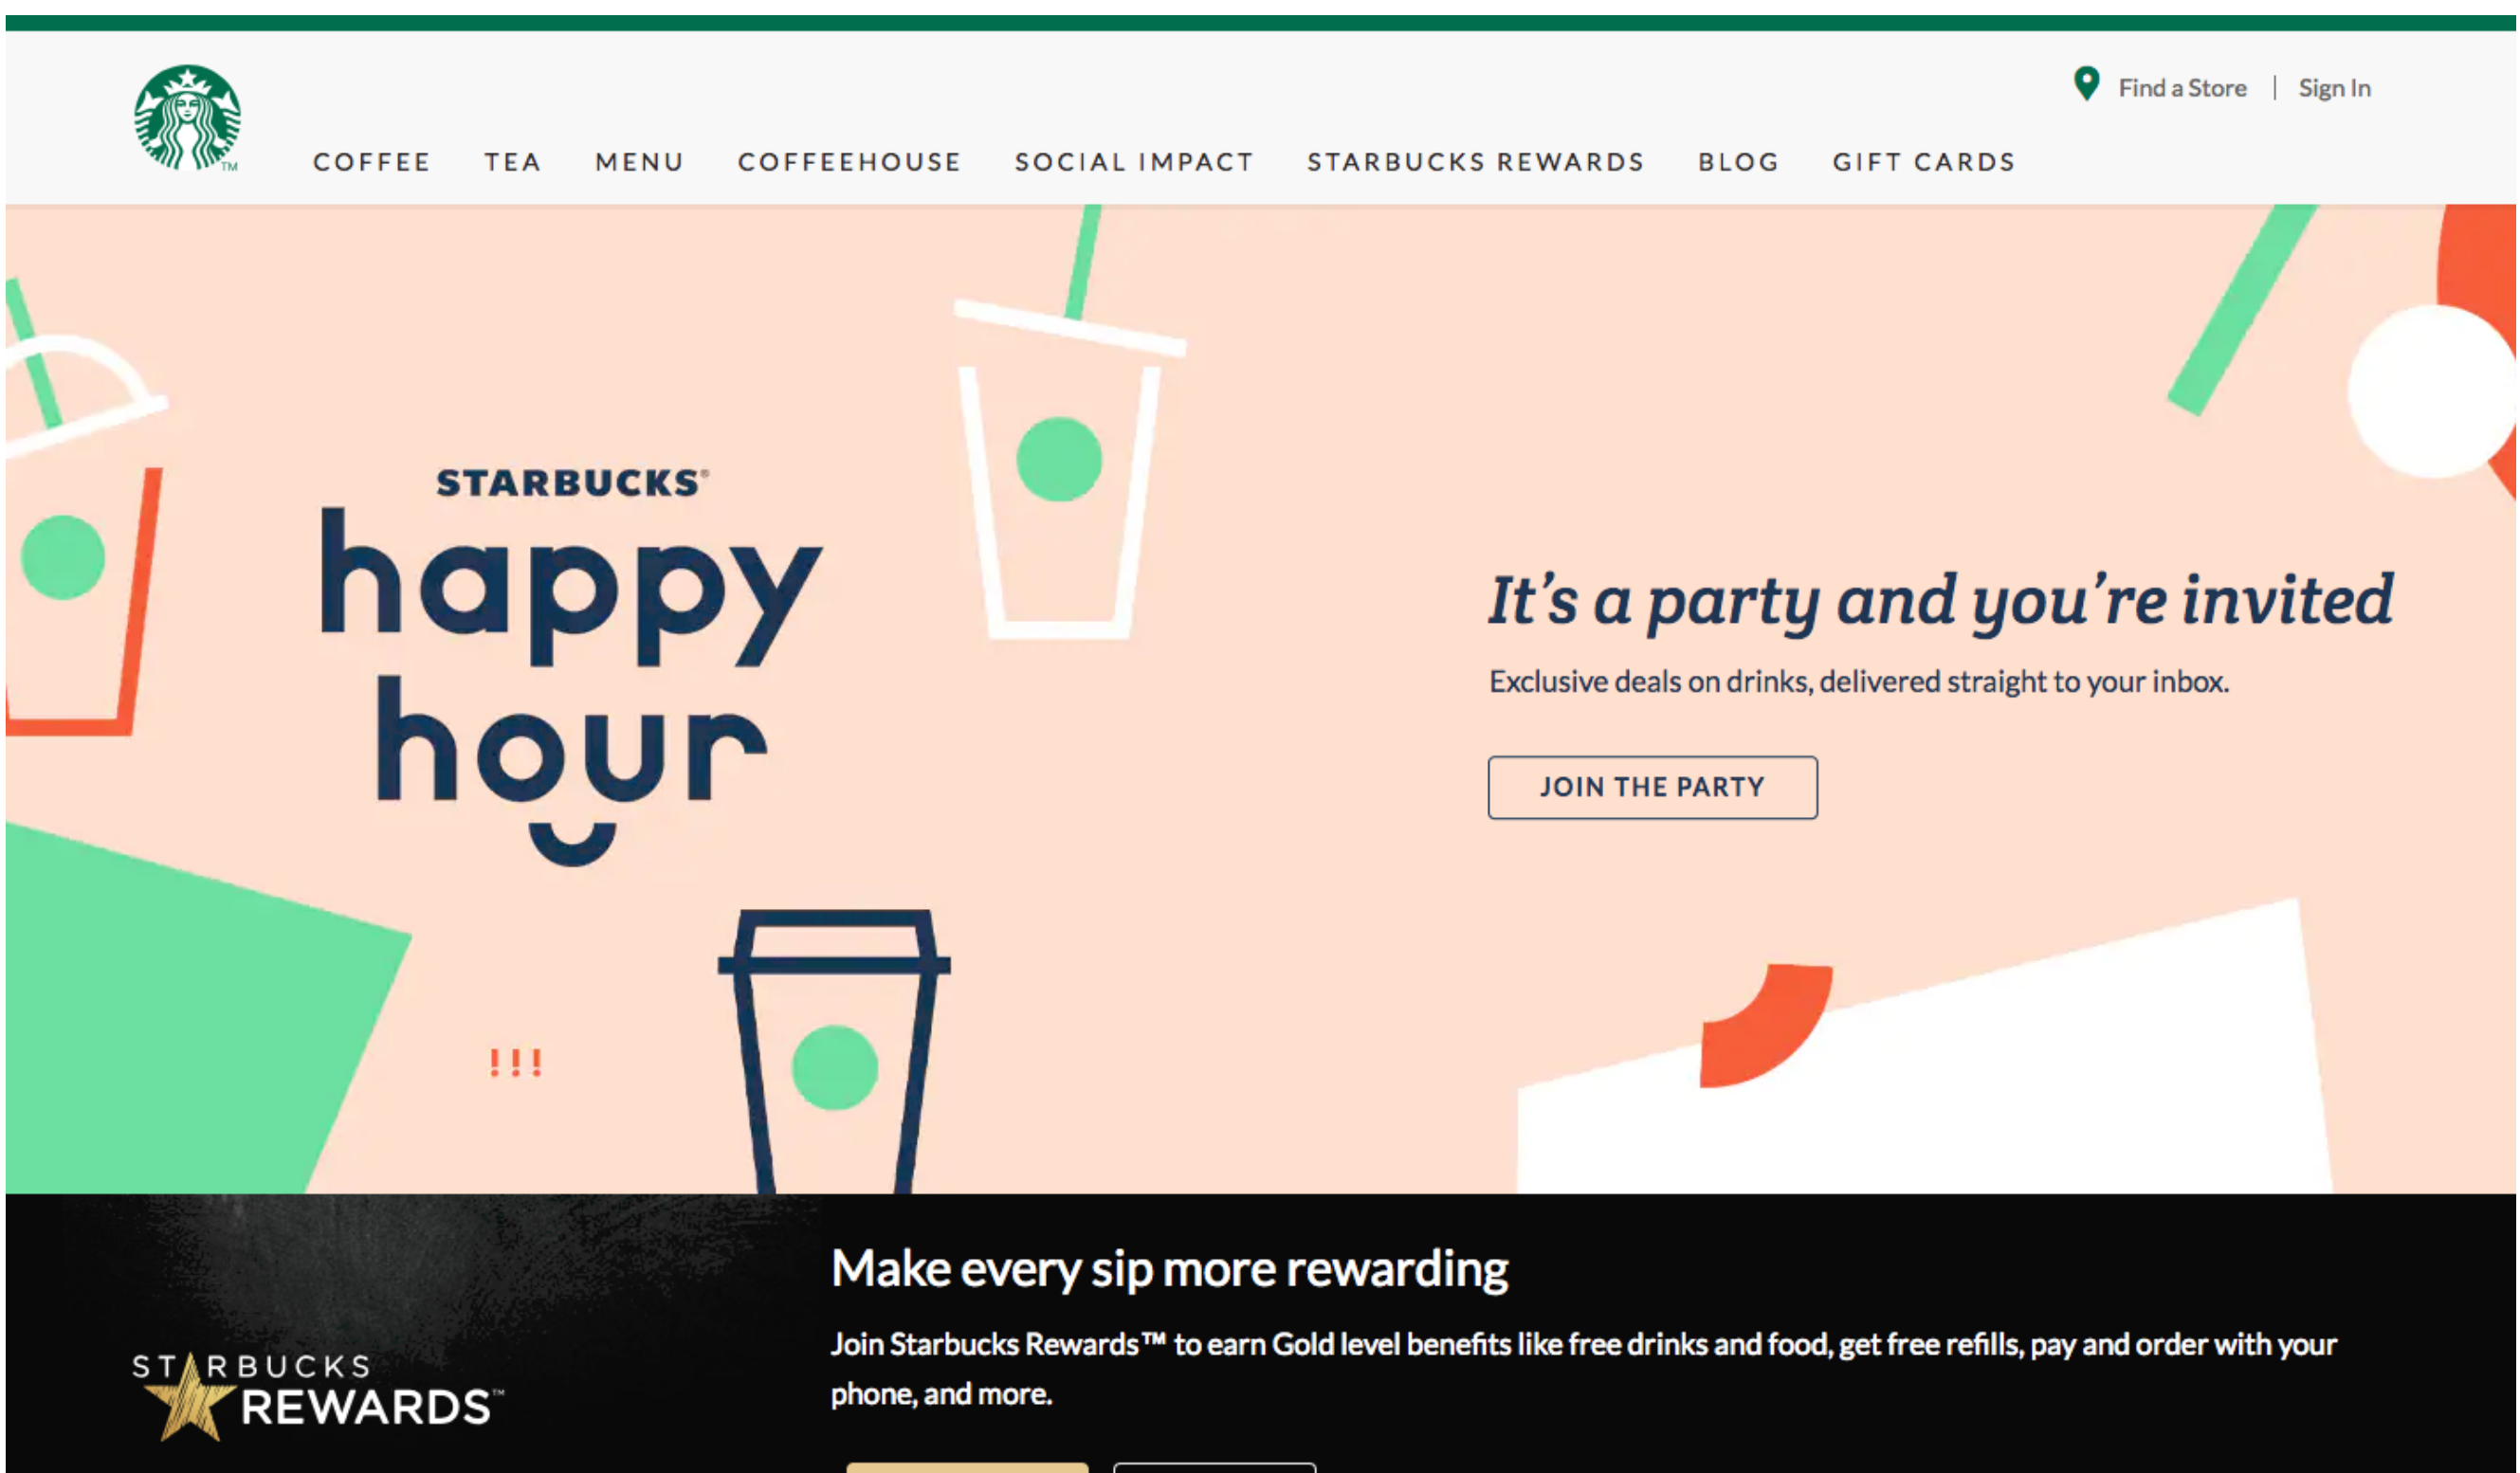 Find a Store | Sign In
TM
COFFEE TEA MENU COFFEEHOUSE SOCIAL IMPACT STARBUCKS REWARDS BLOG GIFT CARDS
STARBUCKS®
happy
hour
It’s a party and you’re invited
Exclusive deals on drinks, delivered straight to your inbox.
JOIN THE PARTY
!!!
Make every sip more rewarding
Join Starbucks Rewards™ to earn Gold level benefits like free drinks and food, get free refills, pay and order with your
phone, and more.
STARBUCKS
REWARDS™